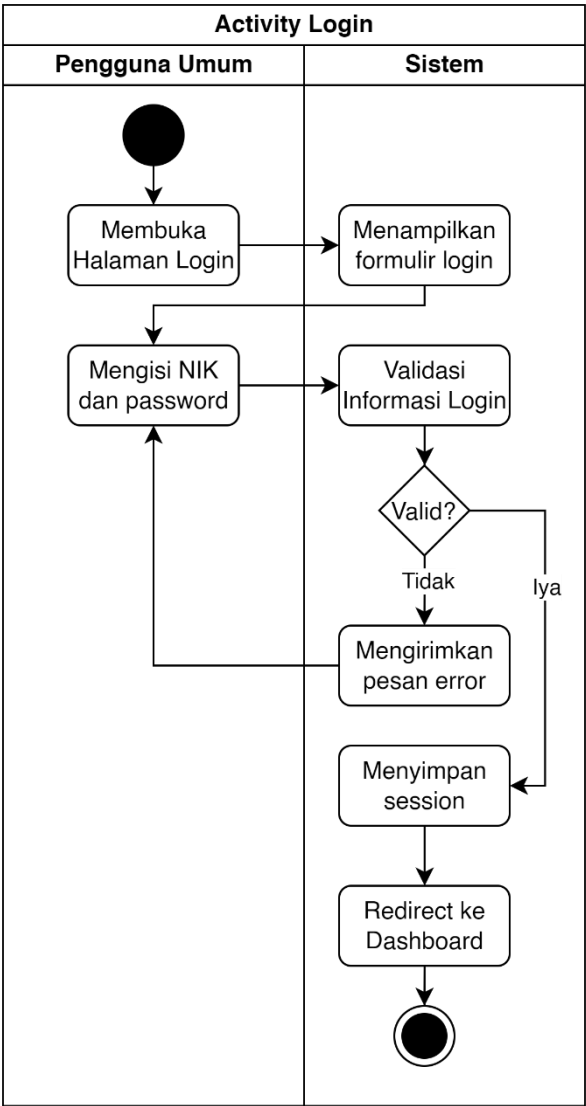 Activity Login
Pengguna Umum
Sistem
Membuka
Halaman Login
Menampilkan
formulir login
Mengisi NIK
dan password
Validasi
Informasi Login
Valid?
Tidak
Iya
Mengirimkan
pesan error
Menyimpan
session
Redirect ke
Dashboard